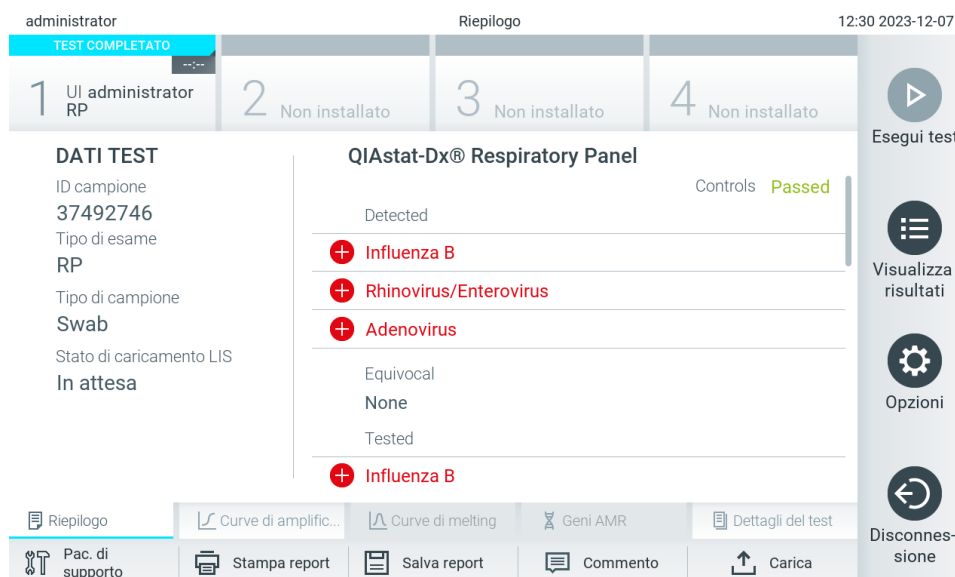 administrator
Riepilogo
12:30 2023-12-07
TEST COMPLETATO
--:--
1 UI administrator
RP
2 Non installato
3 Non installato
4 Non installato
Esegui test
DATI TEST
ID campione
37492746
Tipo di esame
RP
Tipo di campione
Swab
Stato di caricamento LIS
In attesa
QIAstat-Dx® Respiratory Panel
Controls Passed
Detected
Influenza B
Rhinovirus/Enterovirus
Adenovirus
Equivocal
None
Tested
Influenza B
Visualizza
risultati
Opzioni
Disconnes-
sione
Riepilogo
Curve di amplific...
Curve di melting
Geni AMR
Dettagli del test
Pac. di
supporto
Stampa report
Salva report
Commento
Carica